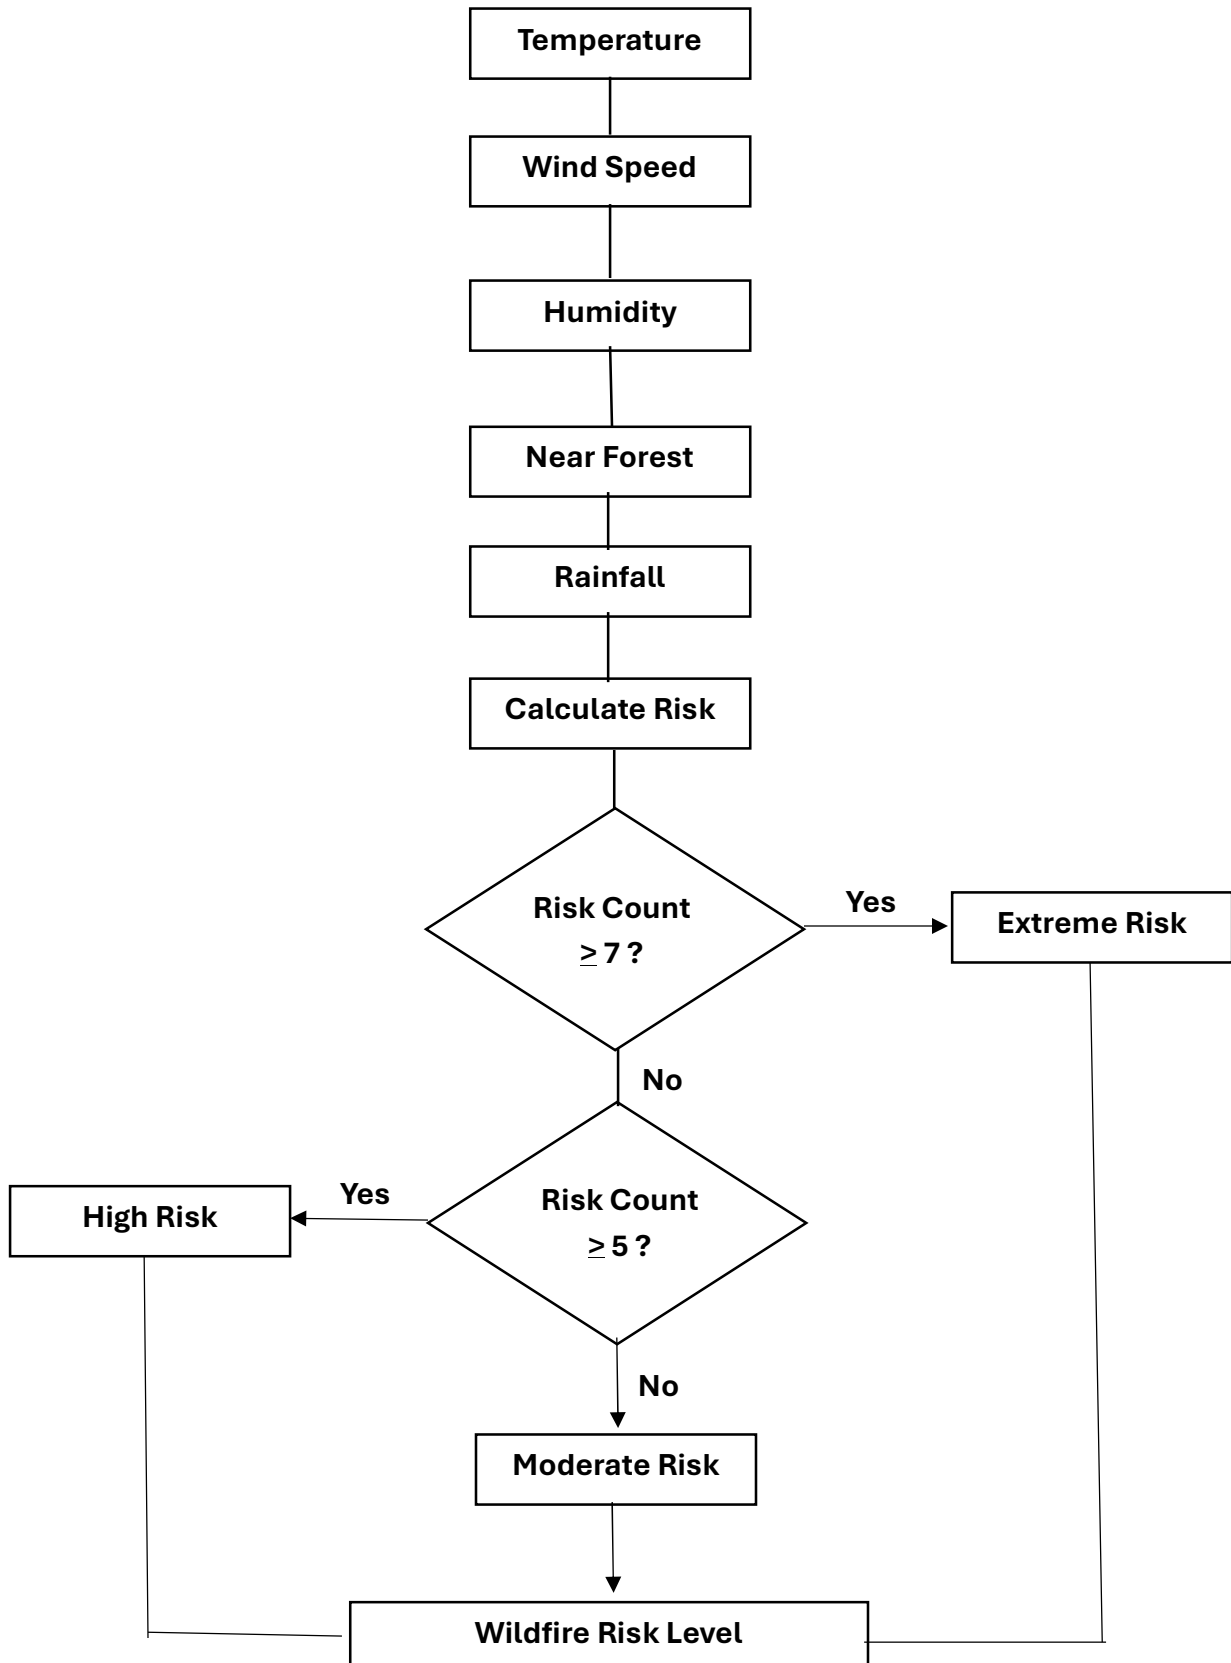 Temperature
Wind Speed
Humidity
Near Forest
Rainfall
Calculate Risk
Risk Count
≥ 7 ?
Yes
Extreme Risk
No
Risk Count
≥ 5 ?
Yes
High Risk
No
Moderate Risk
Wildfire Risk Level